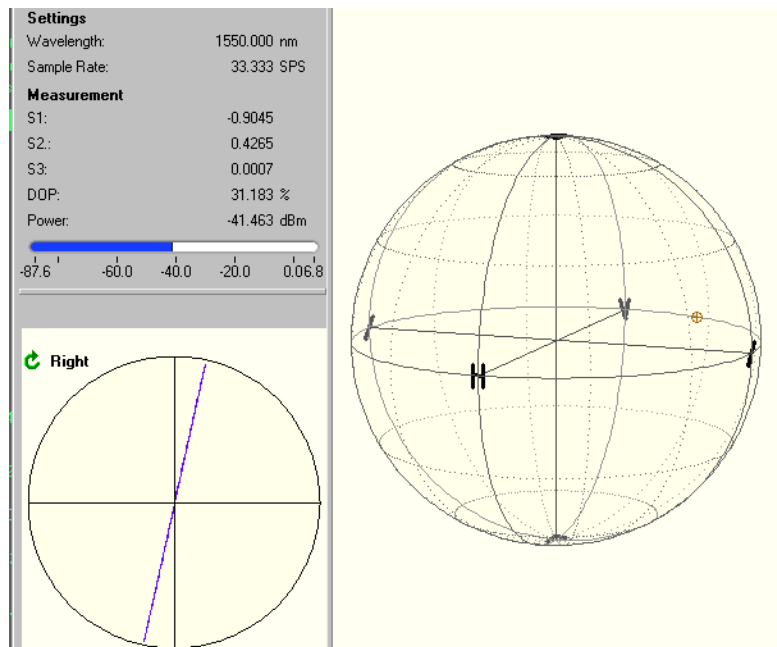 Settings
Wavelength: 1550.000 nm
Sample Rate: 33.333 SPS
Measurement
S1: -0.9045
S2.: 0.4265
S3: 0.0007
DOP: 31.183 %
Power: -41.463 dBm
-87.6 -60.0 -40.0 -20.0 0.0 6.8
Right
V
H